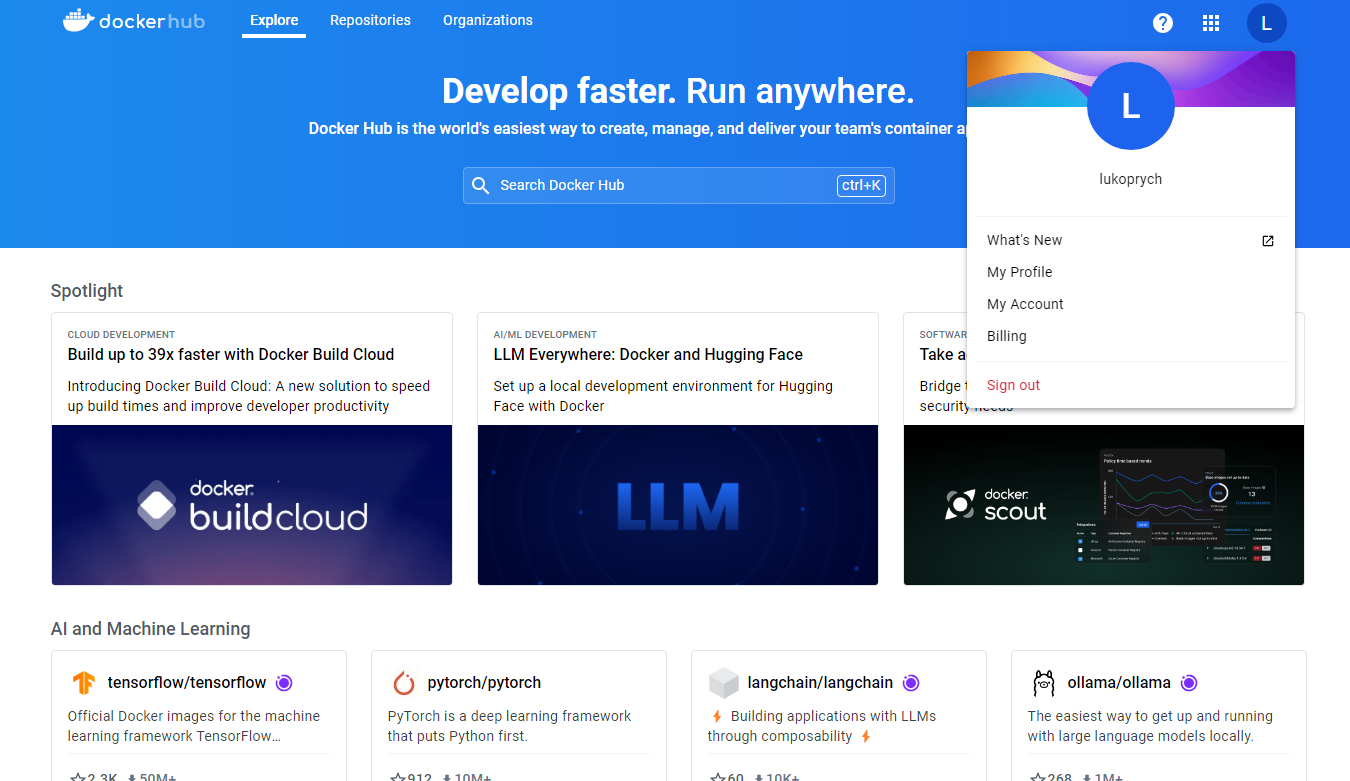 dockerhub
Explore
Repositories
Organizations
L
Develop faster. Run anywhere.
Docker Hub is the world's easiest way to create, manage, and deliver your team's container
Search Docker Hub
ctrl+K
L
lukoprych
What's New
My Profile
My Account
Billing
Sign out
Spotlight
CLOUD DEVELOPMENT
Build up to 39x faster with Docker Build Cloud
Introducing Docker Build Cloud: A new solution to speed
up build times and improve developer productivity
docker
buildcloud
AI/ML DEVELOPMENT
LLM Everywhere: Docker and Hugging Face
Set up a local development environment for Hugging
Face with Docker
LLM
SOFTWAR
Take a
Bridge
security needs
docker
scout
Policy time based trends
Integrations
13
AI and Machine Learning
tensorflow/tensorflow
Official Docker images for the machine
learning framework TensorFlow…
2.3K
50M+
pytorch/pytorch
PyTorch is a deep learning framework
that puts Python first.
912
10M+
langchain/langchain
⚡ Building applications with LLMs
through composability ⚡
60
10K+
ollama/ollama
The easiest way to get up and running
with large language models locally.
268
1M+